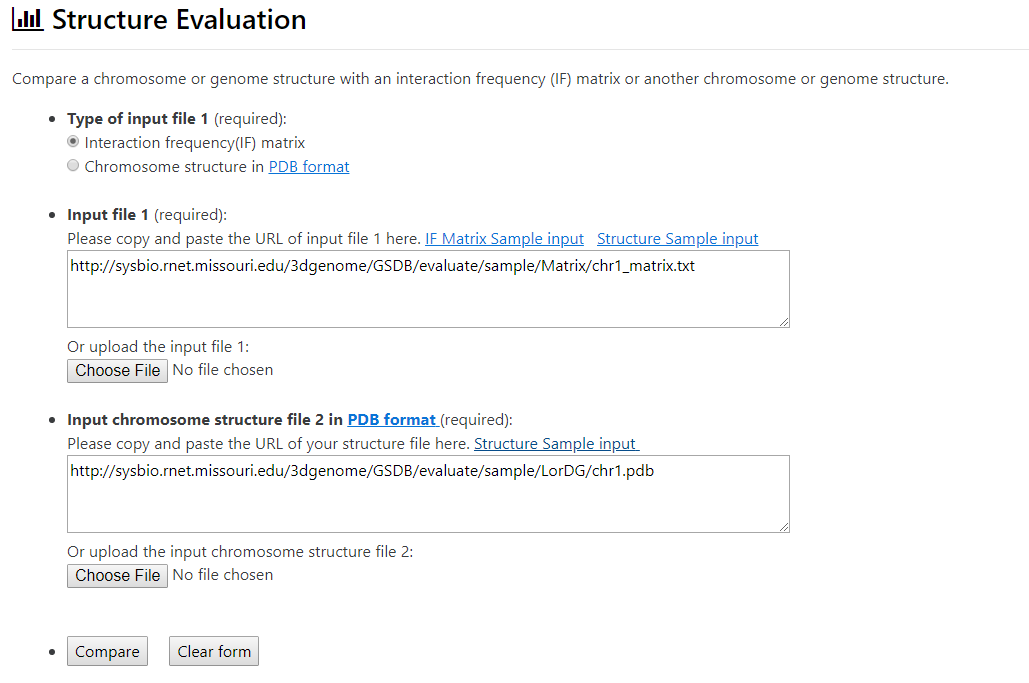 Structure Evaluation
Compare a chromosome or genome structure with an interaction frequency (IF) matrix or another chromosome or genome structure.
Type of input file 1 (required):
Interaction frequency(IF) matrix
Chromosome structure in PDB format
Input file 1 (required):
Please copy and paste the URL of input file 1 here. IF Matrix Sample input Structure Sample input
http://sysbio.rnet.missouri.edu/3dgenome/GSDB/evaluate/sample/Matrix/chr1_matrix.txt
Or upload the input file 1:
Choose File No file chosen
Input chromosome structure file 2 in PDB format (required):
Please copy and paste the URL of your structure file here. Structure Sample input
http://sysbio.rnet.missouri.edu/3dgenome/GSDB/evaluate/sample/LorDG/chr1.pdb
Or upload the input chromosome structure file 2:
Choose File No file chosen
Compare Clear form